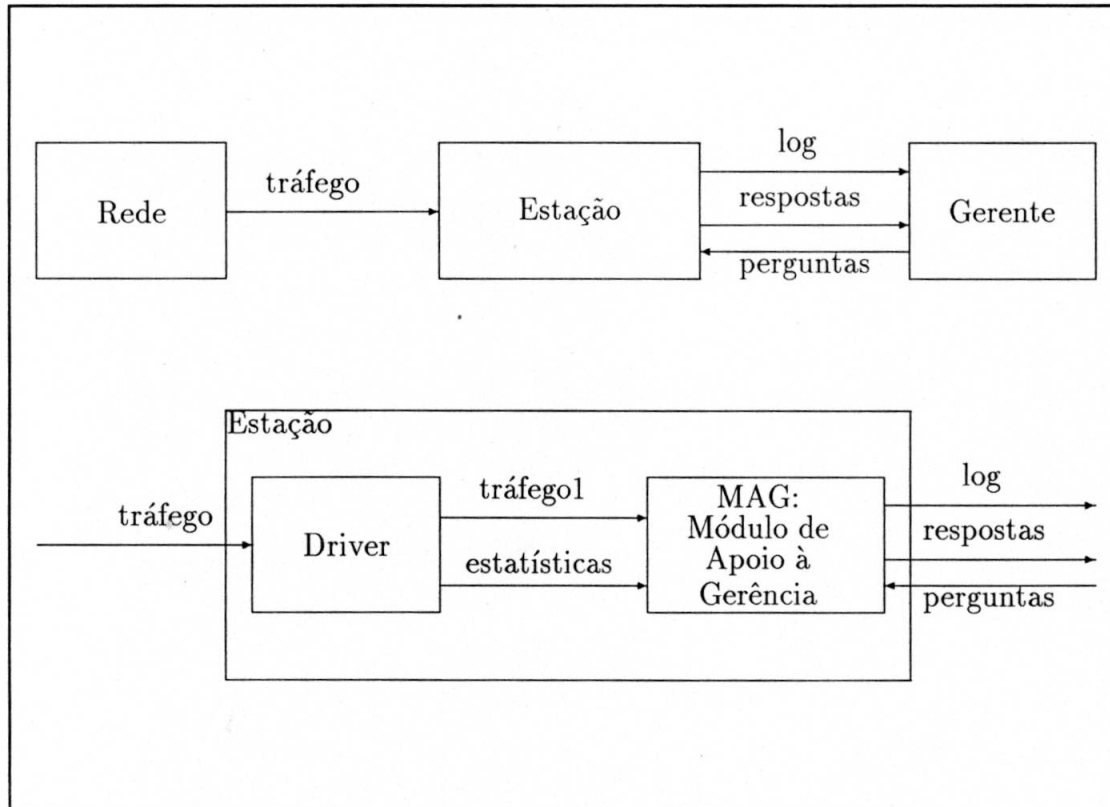 tráfego
log
respostas
perguntas
Rede
Estação
Gerente
Estação
tráfego
tráfego1
estatísticas
Driver
MAG:
Módulo de
Apoio à
Gerência
log
respostas
perguntas